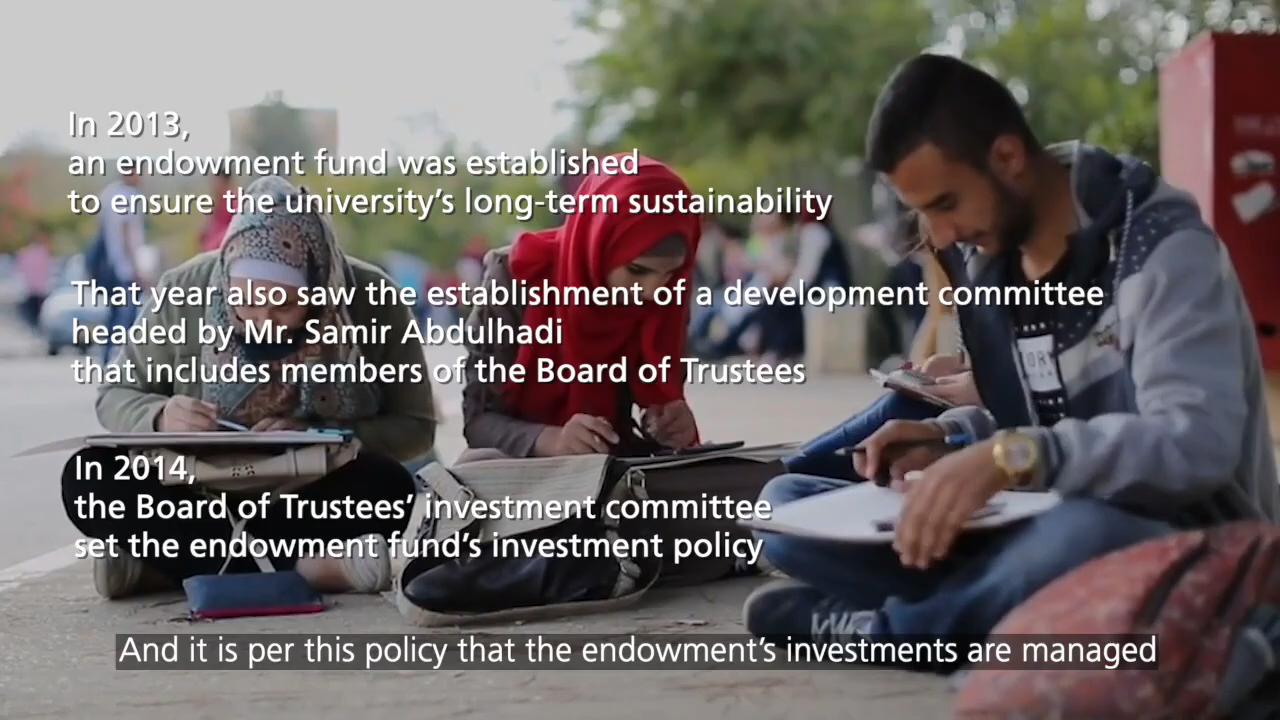 In 2013,
an endowment fund was established
to ensure the university's long-term sustainability
That year also saw the establishment of a development committee
headed by Mr. Samir Abdulhadi
that includes members of the Board of Trustees
In 2014,
the Board of Trustees' investment committee
set the endowment fund's investment policy
And it is per this policy that the endowment's investments are managed